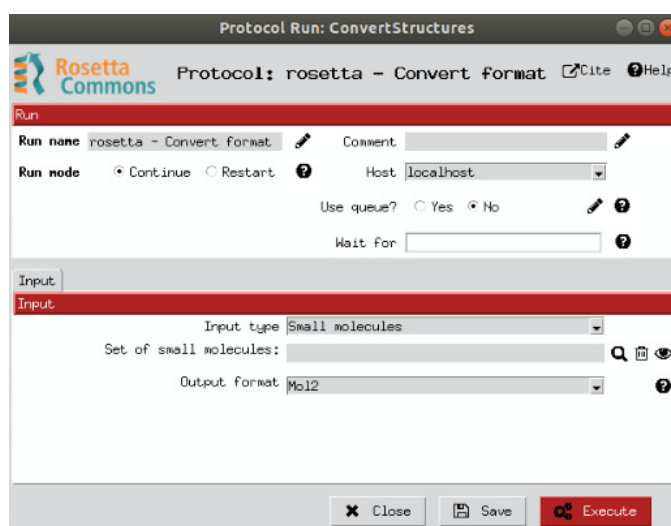 Protocol Run: ConvertStructures
Rosetta
Commons
Protocol: rosetta - Convert format
Cite
Help
Run
Run name rosetta - Convert format Comment
Run mode Continue Restart Host localhost
Use queue? Yes No
Wait for
Input
Input
Input type Small molecules
Set of small molecules:
Output format Mol2
Close Save Execute